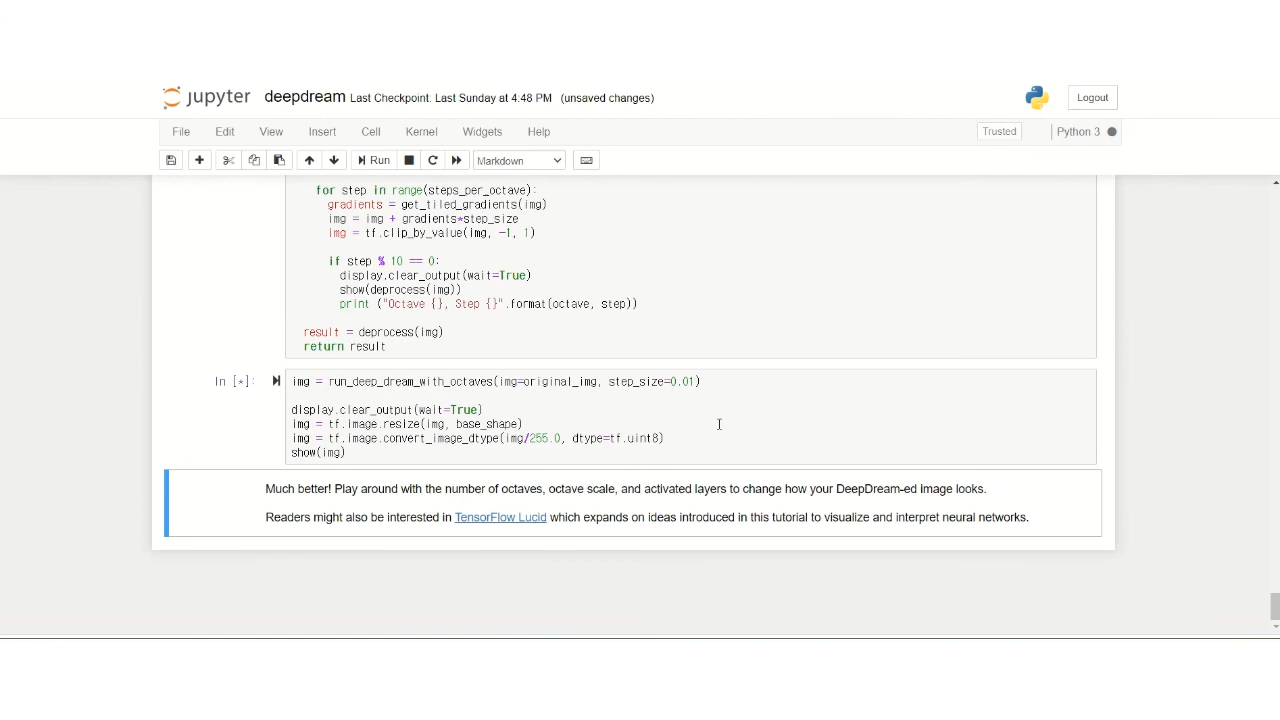 jupyter deepdream Last Checkpoint: Last Sunday at 4:48 PM (unsaved changes) Logout
File Edit View Insert Cell Kernel Widgets Help Trusted Python 3
Run Markdown
for step in range(steps_per_octave):
gradients = get_tiled_gradients(img)
img = img + gradients*step_size
img = tf.clip_by_value(img, -1, 1)
if step % 10 == 0:
display.clear_output(wait=True)
show(deprocess(img))
print ("Octave {}, Step {}".format(octave, step))
result = deprocess(img)
return result
In [*]: img = run_deep_dream_with_octaves(img=original_img, step_size=0.01)
display.clear_output(wait=True)
img = tf.image.resize(img, base_shape)
img = tf.image.convert_image_dtype(img/255.0, dtype=tf.uint8)
show(img)
Much better! Play around with the number of octaves, octave scale, and activated layers to change how your DeepDream-ed image looks.
Readers might also be interested in TensorFlow Lucid which expands on ideas introduced in this tutorial to visualize and interpret neural networks.